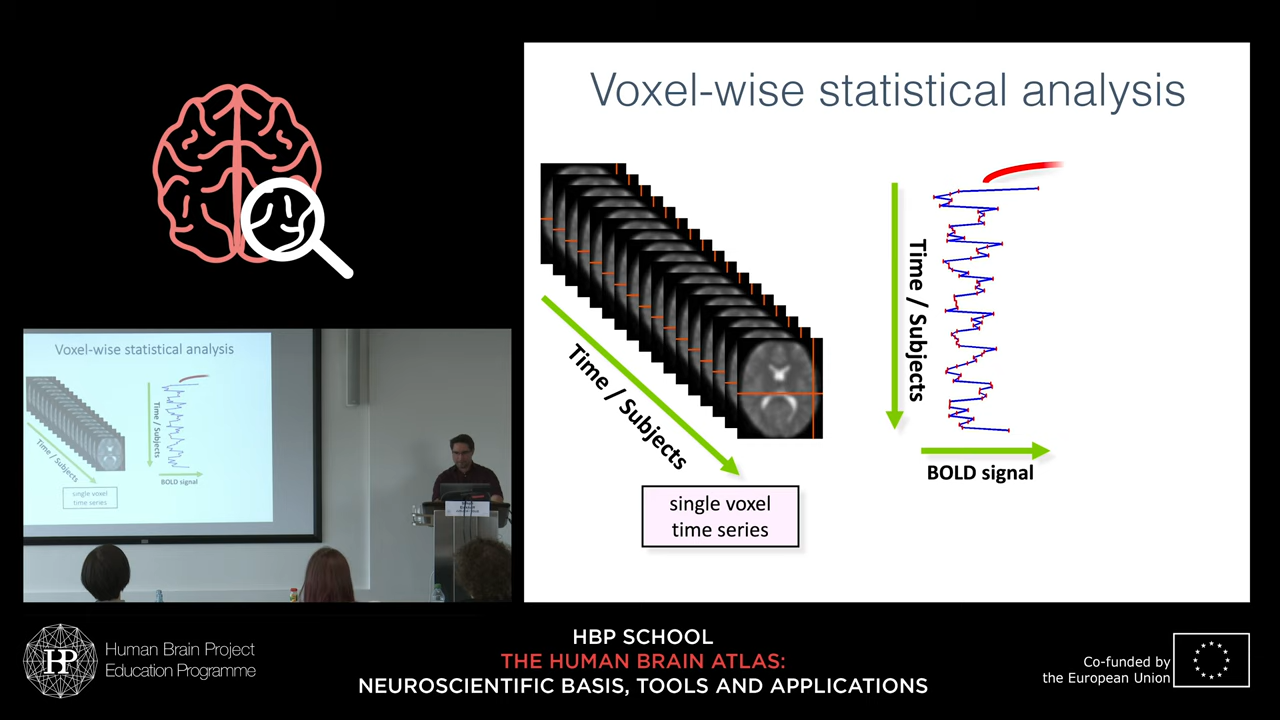 Voxel-wise statistical analysis
Time / Subjects
single voxel
time series
Time / Subjects
BOLD signal
Voxel-wise statistical analysis
Time / Subjects
single voxel
time series
Time / Subjects
BOLD signal
HBP
Human Brain Project
Education Programme
HBP SCHOOL
THE HUMAN BRAIN ATLAS:
NEUROSCIENTIFIC BASIS, TOOLS AND APPLICATIONS
Co-funded by
the European Union